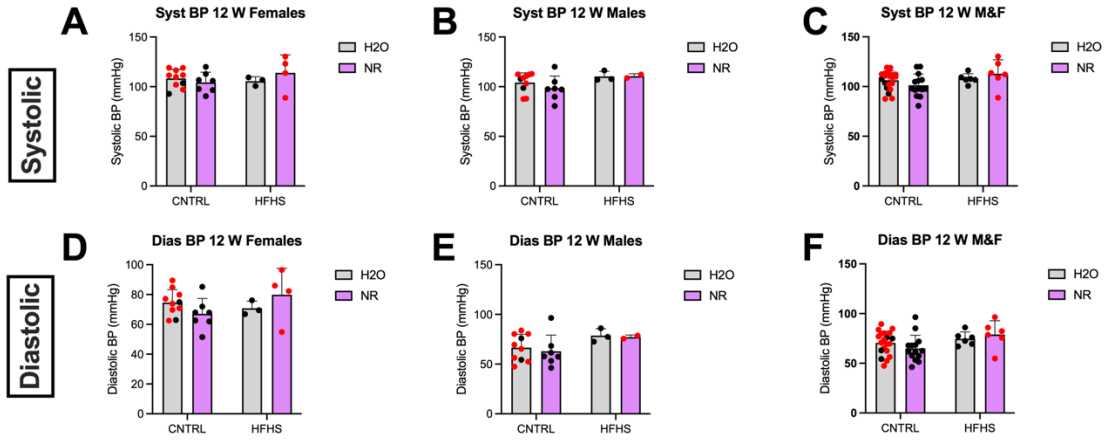 Systolic
A
Syst BP 12 W Females
Systolic BP (mmHg)
150
100
50
0
CNTRL
HFHS
H2O
NR
B
Syst BP 12 W Males
Systolic BP (mmHg)
150
100
50
0
CNTRL
HFHS
H2O
NR
C
Syst BP 12 W M&F
Systolic BP (mmHg)
150
100
50
0
CNTRL
HFHS
H2O
NR
Diastolic
D
Dias BP 12 W Females
Diastolic BP (mmHg)
100
80
60
40
20
0
CNTRL
HFHS
H2O
NR
E
Dias BP 12 W Males
Diastolic BP (mmHg)
150
100
50
0
CNTRL
HFHS
H2O
NR
F
Dias BP 12 W M&F
Diastolic BP (mmHg)
150
100
50
0
CNTRL
HFHS
H2O
NR